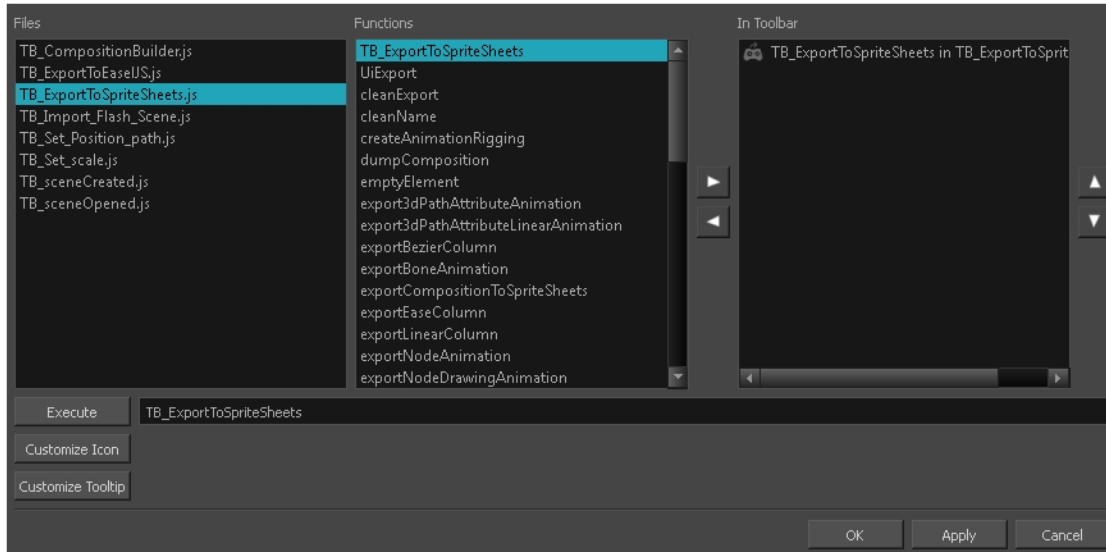 Files
TB_CompositionBuilder.js
TB_ExportToEaselJS.js
TB_ExportToSpriteSheets.js
TB_Import_Flash_Scene.js
TB_Set_Position_path.js
TB_Set_scale.js
TB_sceneCreated.js
TB_sceneOpened.js
Functions
TB_ExportToSpriteSheets
UiExport
cleanExport
cleanName
createAnimationRigging
dumpComposition
emptyElement
export3dPathAttributeAnimation
export3dPathAttributeLinearAnimation
exportBezierColumn
exportBoneAnimation
exportCompositionToSpriteSheets
exportEaseColumn
exportLinearColumn
exportNodeAnimation
exportNodeDrawingAnimation
In Toolbar
TB_ExportToSpriteSheets in TB_ExportToSprit
Execute TB_ExportToSpriteSheets
Customize Icon
Customize Tooltip
OK Apply Cancel